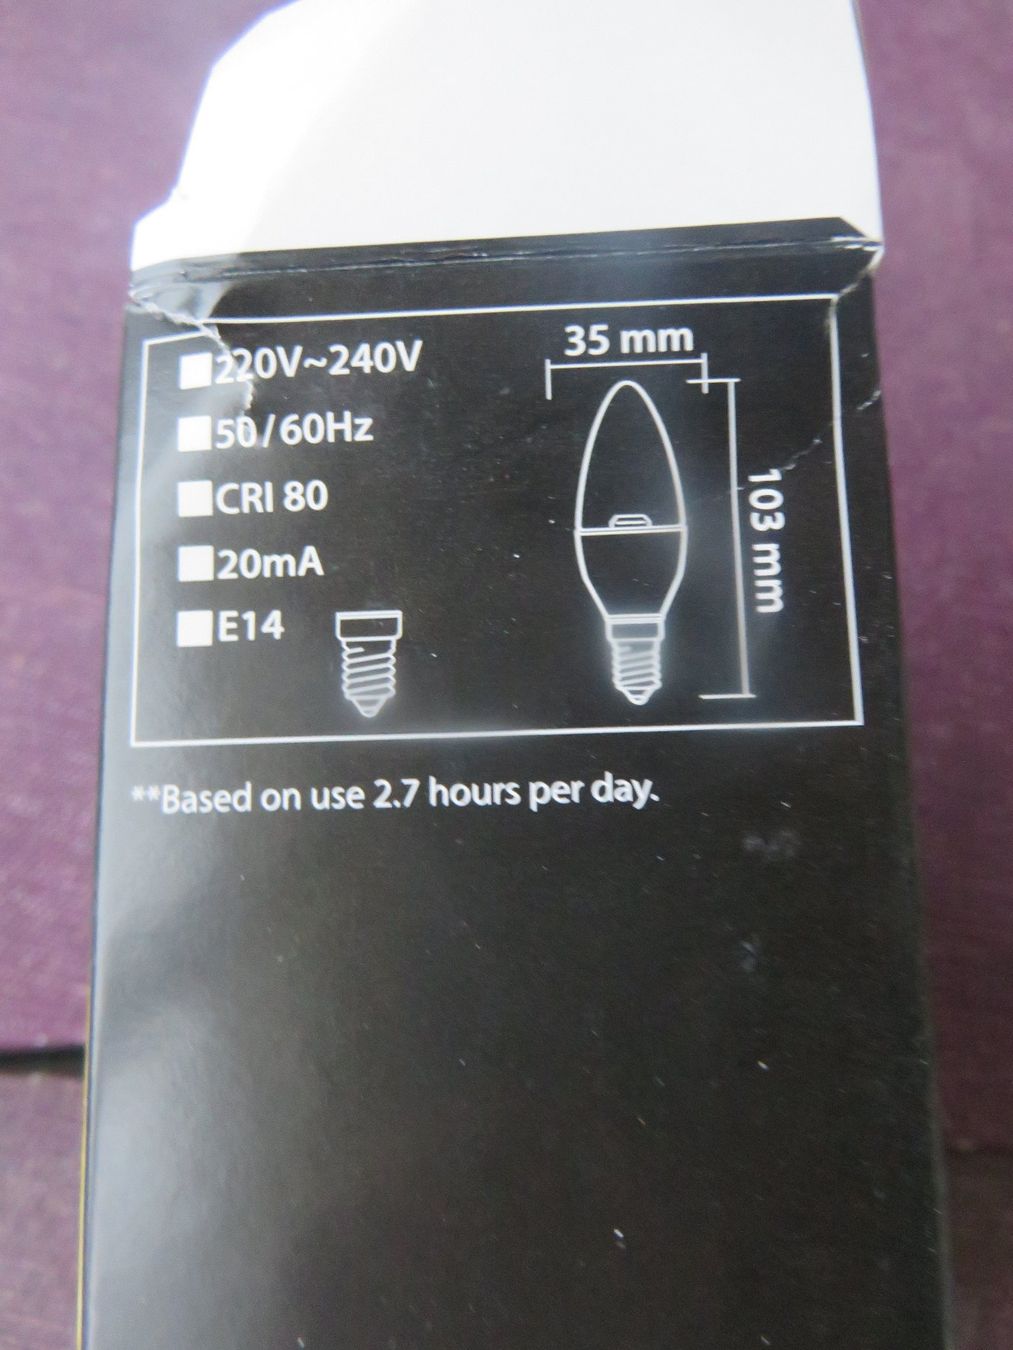 220V~240V
50/60Hz
CRI 80
20mA
E14
35 mm
103 mm
**Based on use 2.7 hours per day.